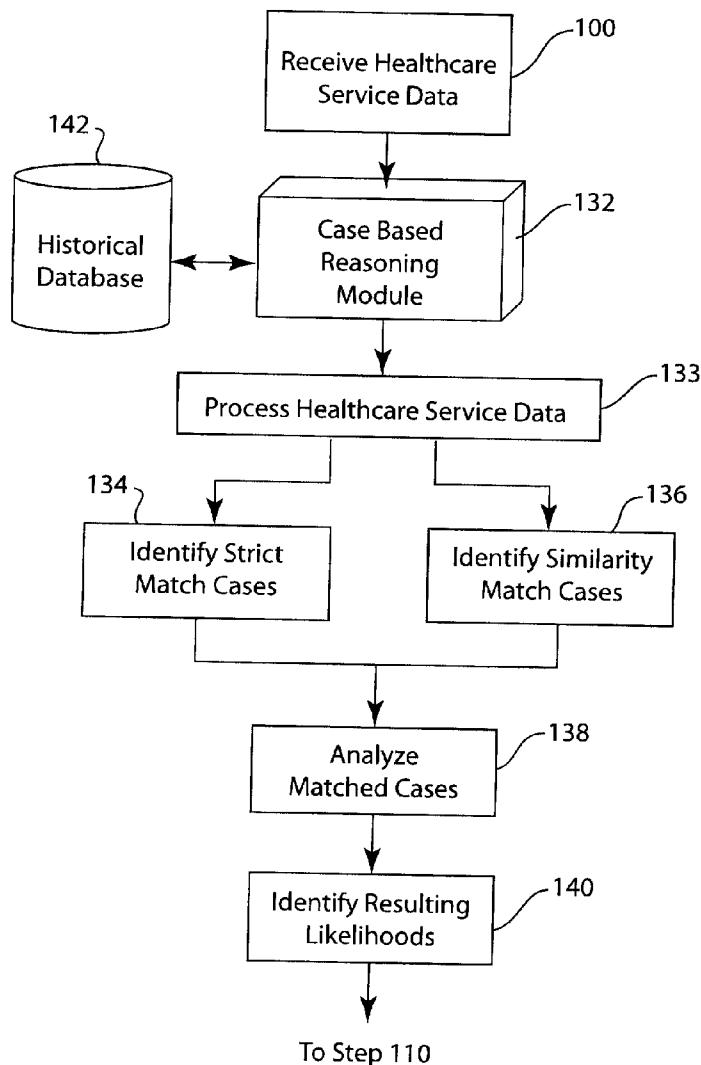 100
Receive Healthcare
Service Data
142
132
Historical
Database
Case Based
Reasoning
Module
133
Process Healthcare Service Data
134
136
Identify Strict
Match Cases
Identify Similarity
Match Cases
138
Analyze
Matched Cases
140
Identify Resulting
Likelihoods
To Step 110